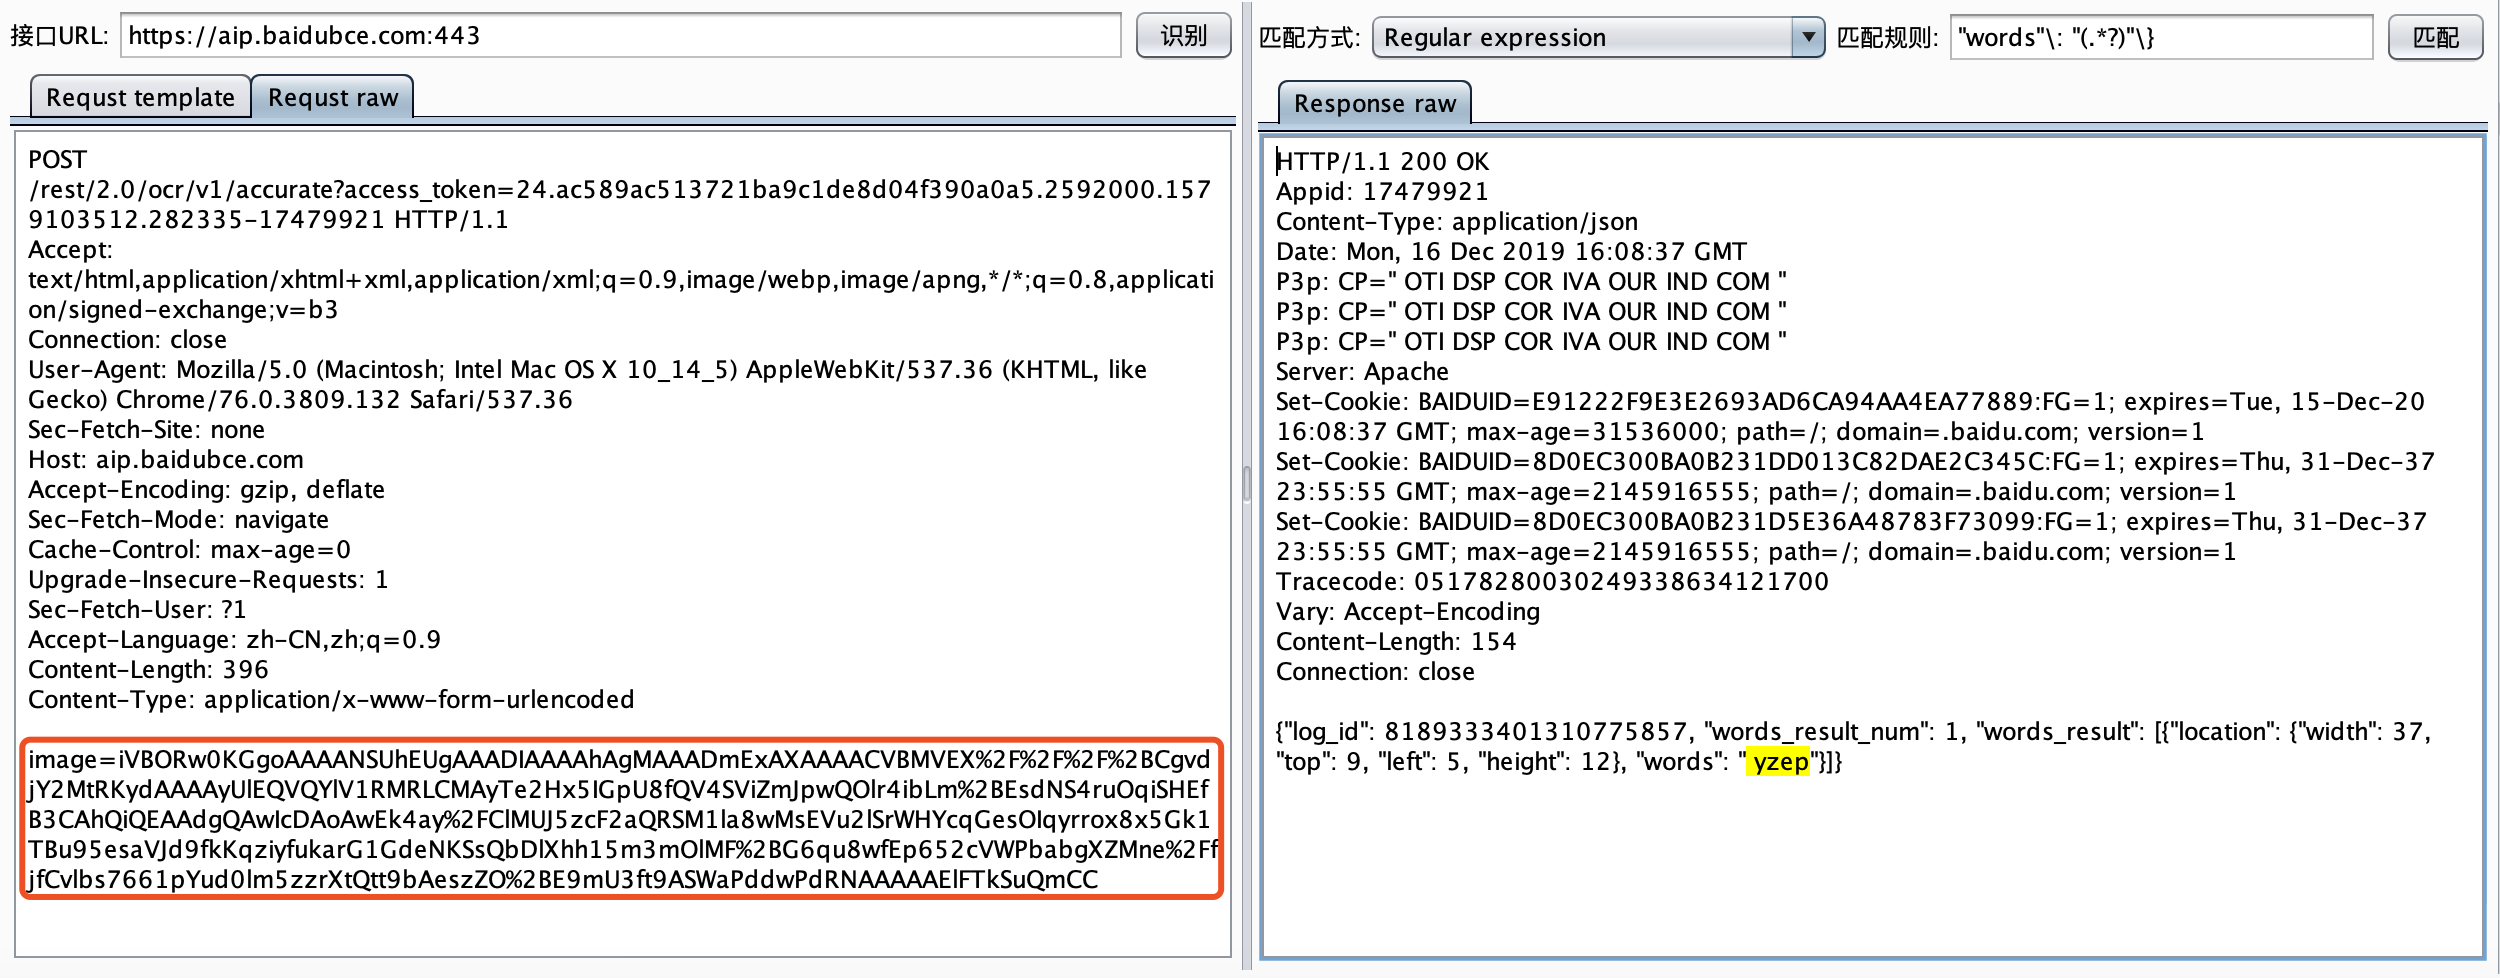 接口URL: https://aip.baidubce.com:443 识别
Requst template Requst raw
POST
/rest/2.0/ocr/v1/accurate?access_token=24.ac589ac513721ba9c1de8d04f390a0a5.2592000.157
9103512.282335-17479921 HTTP/1.1
Accept:
text/html,application/xhtml+xml,application/xml;q=0.9,image/webp,image/apng,*/*;q=0.8,applicati
on/signed-exchange;v=b3
Connection: close
User-Agent: Mozilla/5.0 (Macintosh; Intel Mac OS X 10_14_5) AppleWebKit/537.36 (KHTML, like
Gecko) Chrome/76.0.3809.132 Safari/537.36
Sec-Fetch-Site: none
Host: aip.baidubce.com
Accept-Encoding: gzip, deflate
Sec-Fetch-Mode: navigate
Cache-Control: max-age=0
Upgrade-Insecure-Requests: 1
Sec-Fetch-User: ?1
Accept-Language: zh-CN,zh;q=0.9
Content-Length: 396
Content-Type: application/x-www-form-urlencoded
image=iVBORw0KGgoAAAANSUhEUgAAADIAAAAhAgMAAADmExAXAAAACVBMVEX%2F%2F%2F%2BCgvd
jY2MtRKydAAAAyUlEQVQYlV1RMRLCMAyTe2Hx5IGpU8fQV4SViZmJpwQOlr4ibLm%2BEsdNS4ruOqiSHEf
B3CAhQiQEAAdgQAwIcDAoAwEk4ay%2FClMUJ5zcF2aQRSM1la8wMsEVu2lSrWHYcqGesOIqyrrox8x5Gk1
TBu95esaVJd9fkKqziyfukarG1GdeNKSsQbDlXhh15m3mOlMF%2BG6qu8wfEp652cVWPbabgXZMne%2Ff
jfCvlbs7661pYud0lm5zzrXtQtt9bAeszZO%2BE9mU3ft9ASWaPddwPdRNAAAAAElFTkSuQmCC
匹配方式: Regular expression 匹配规则: "words"\: "(.*?)"\} 匹配
Response raw
HTTP/1.1 200 OK
Appid: 17479921
Content-Type: application/json
Date: Mon, 16 Dec 2019 16:08:37 GMT
P3p: CP=" OTI DSP COR IVA OUR IND COM "
P3p: CP=" OTI DSP COR IVA OUR IND COM "
P3p: CP=" OTI DSP COR IVA OUR IND COM "
Server: Apache
Set-Cookie: BAIDUID=E91222F9E3E2693AD6CA94AA4EA77889:FG=1; expires=Tue, 15-Dec-20
16:08:37 GMT; max-age=31536000; path=/; domain=.baidu.com; version=1
Set-Cookie: BAIDUID=8D0EC300BA0B231DD013C82DAE2C345C:FG=1; expires=Thu, 31-Dec-37
23:55:55 GMT; max-age=2145916555; path=/; domain=.baidu.com; version=1
Set-Cookie: BAIDUID=8D0EC300BA0B231D5E36A48783F73099:FG=1; expires=Thu, 31-Dec-37
23:55:55 GMT; max-age=2145916555; path=/; domain=.baidu.com; version=1
Tracecode: 05178280030249338634121700
Vary: Accept-Encoding
Content-Length: 154
Connection: close
{"log_id": 8189333401310775857, "words_result_num": 1, "words_result": [{"location": {"width": 37,
"top": 9, "left": 5, "height": 12}, "words": " yzep"}]}